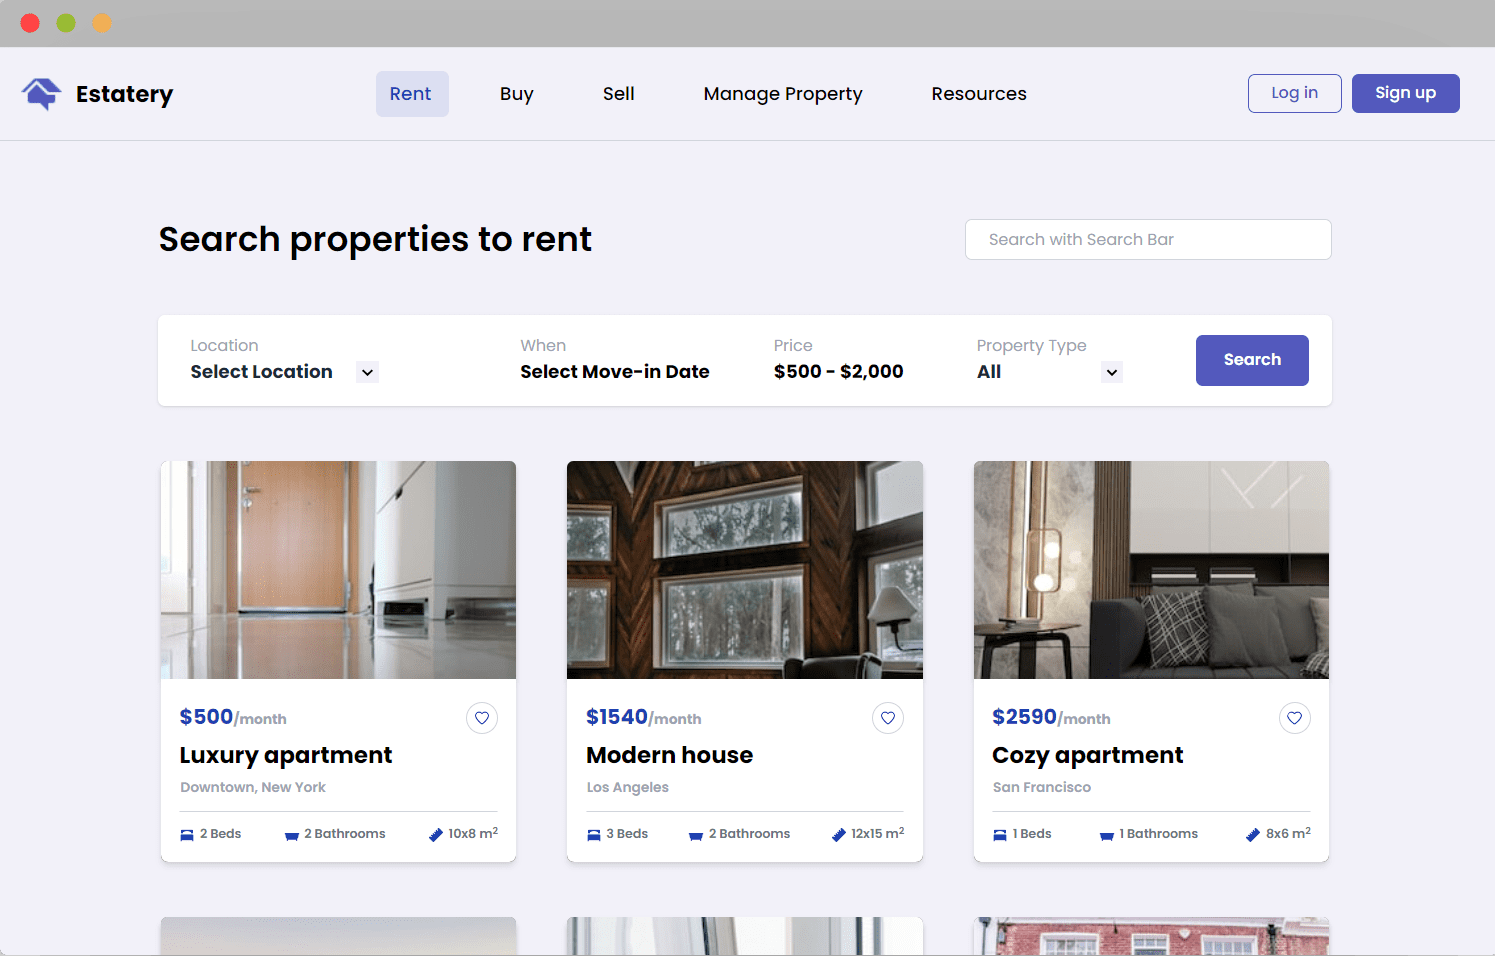 Estatery
Rent
Buy
Sell
Manage Property
Resources
Log in
Sign up
Search properties to rent
Search with Search Bar
Location
Select Location
When
Select Move-in Date
Price
$500 - $2,000
Property Type
All
Search
$500/month
Luxury apartment
Downtown, New York
2 Beds
2 Bathrooms
10x8 m²
$1540/month
Modern house
Los Angeles
3 Beds
2 Bathrooms
12x15 m²
$2590/month
Cozy apartment
San Francisco
1 Beds
1 Bathrooms
8x6 m²